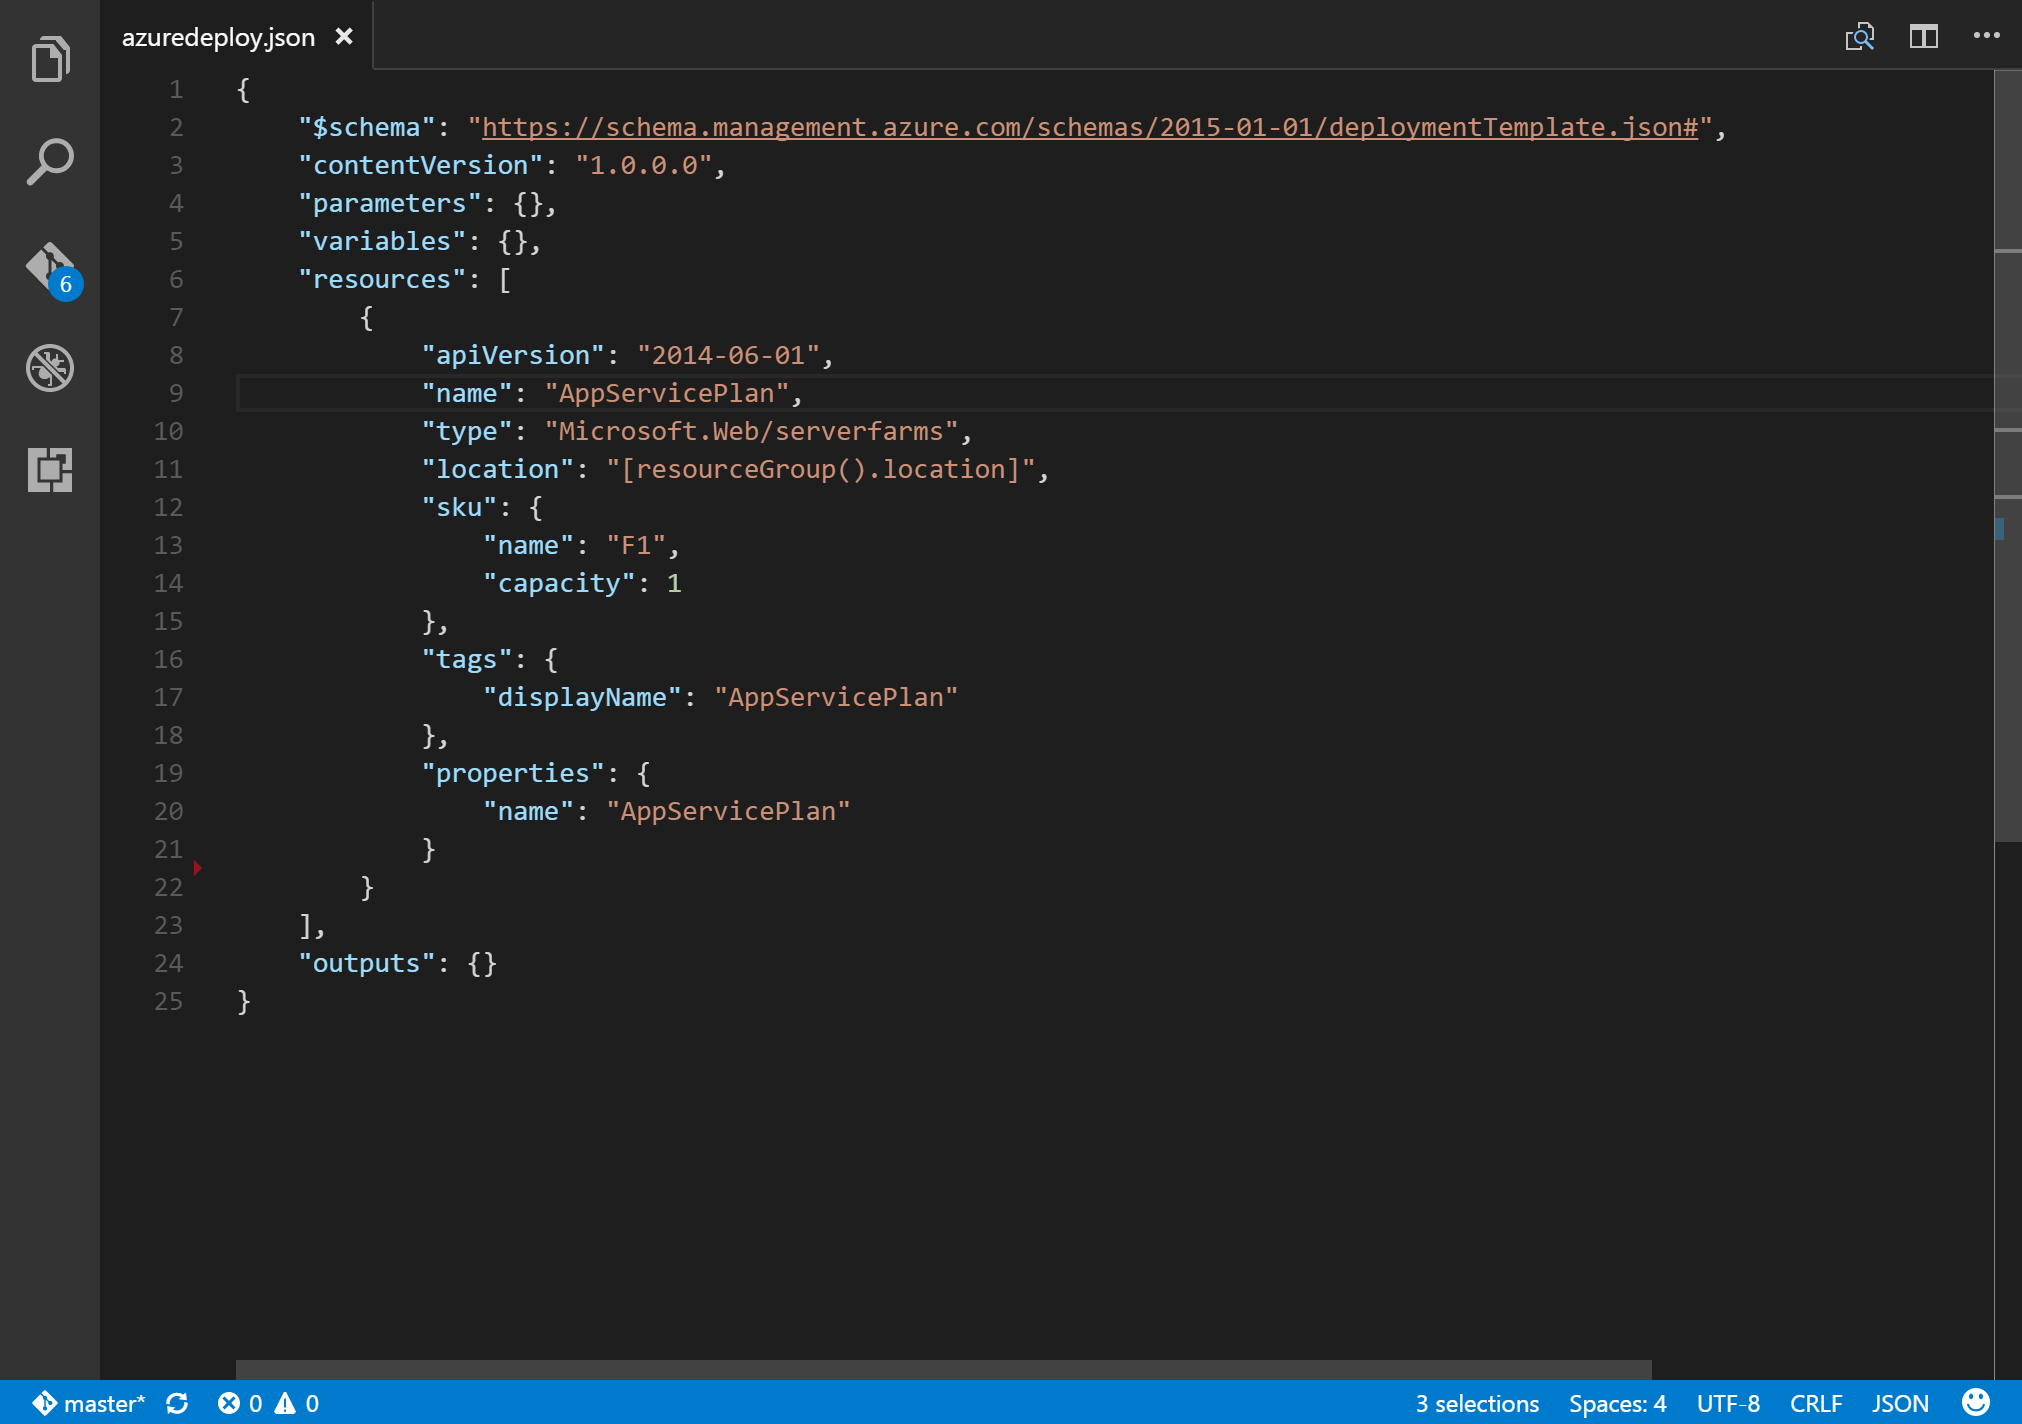 azuredeploy.json
1 {
2 "$schema": "https://schema.management.azure.com/schemas/2015-01-01/deploymentTemplate.json#",
3 "contentVersion": "1.0.0.0",
4 "parameters": {},
5 "variables": {},
6 "resources": [
7 {
8 "apiVersion": "2014-06-01",
9 "name": "AppServicePlan",
10 "type": "Microsoft.Web/serverfarms",
11 "location": "[resourceGroup().location]",
12 "sku": {
13 "name": "F1",
14 "capacity": 1
15 },
16 "tags": {
17 "displayName": "AppServicePlan"
18 },
19 "properties": {
20 "name": "AppServicePlan"
21 }
22 }
23 ],
24 "outputs": {}
25 }
6
master* 0 0 3 selections Spaces: 4 UTF-8 CRLF JSON